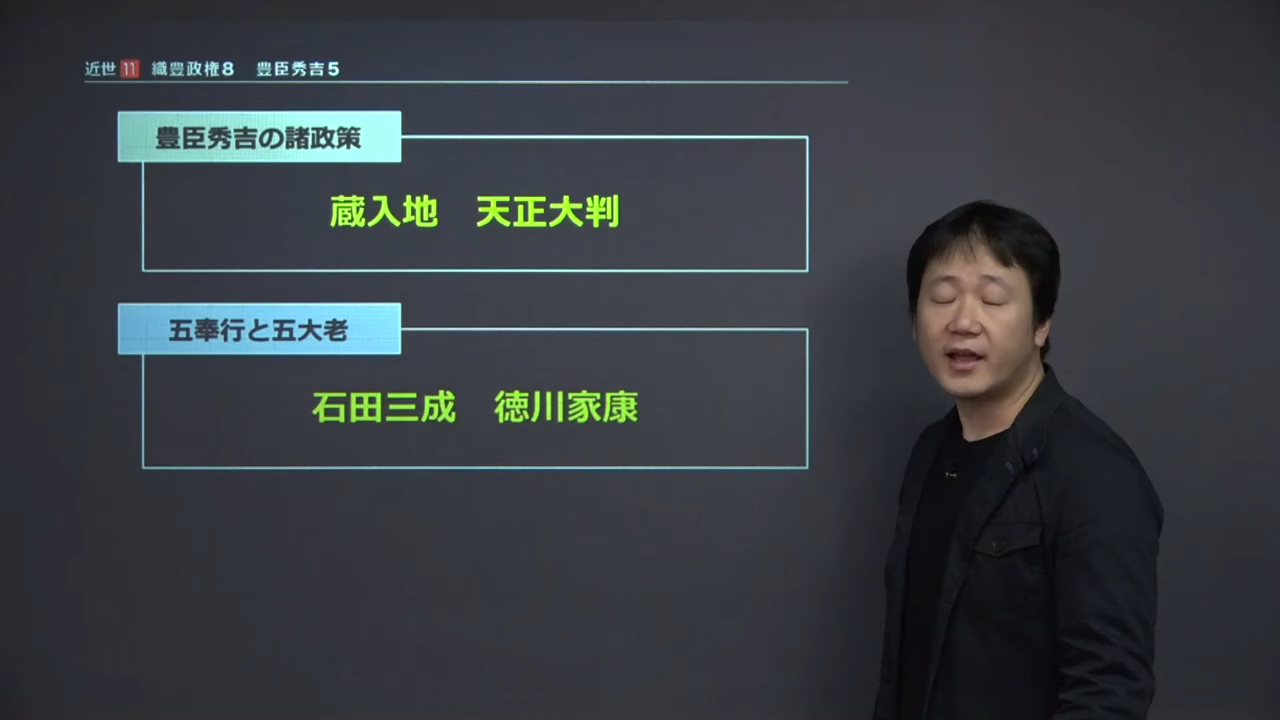 近世11 織豊政権8 豊臣秀吉5
豊臣秀吉の諸政策
蔵入地 天正大判
五奉行と五大老
石田三成 徳川家康